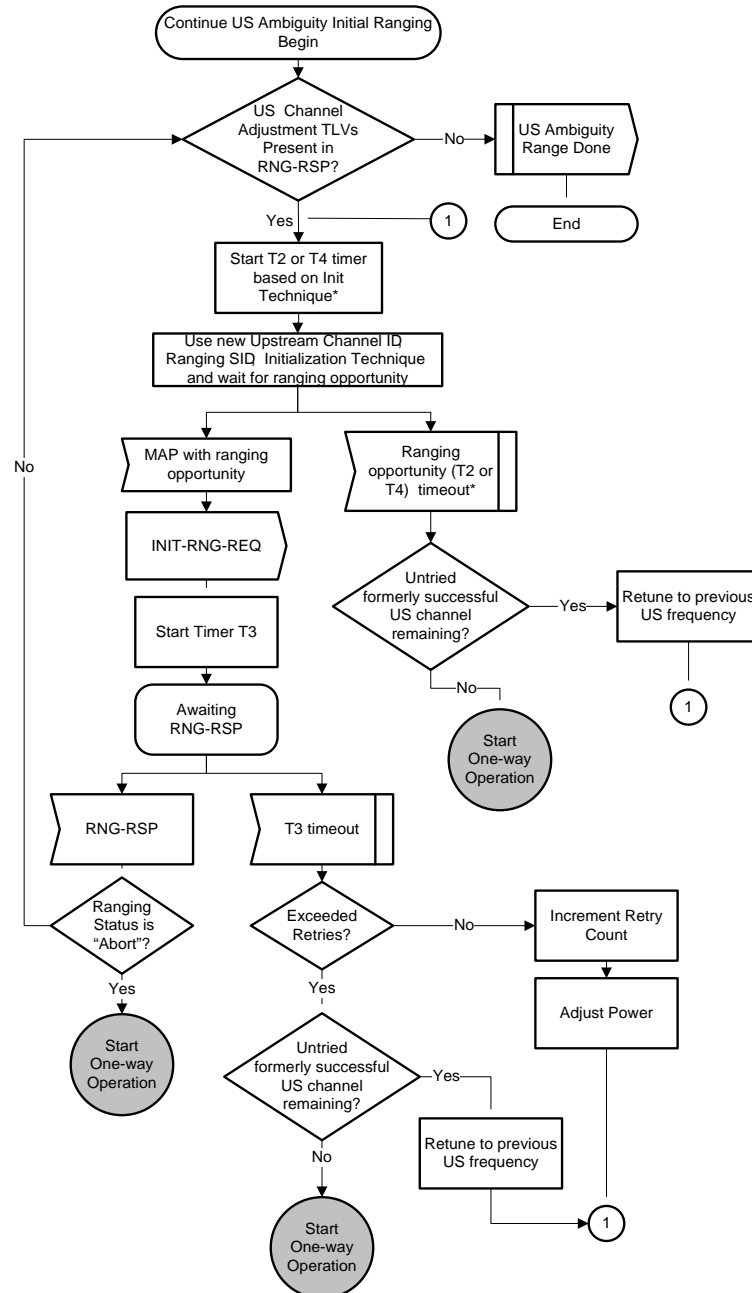 Continue US Ambiguity Initial Ranging
Begin
US Channel
Adjustment TLVs
Present in
RNG-RSP?
No
US Ambiguity
Range Done
End
Yes
1
Start T2 or T4 timer
based on Init
Technique*
Use new Upstream Channel ID,
Ranging SID, Initialization Technique
and wait for ranging opportunity
No
MAP with ranging
opportunity
Ranging
opportunity (T2 or
T4) timeout*
INIT-RNG-REQ
Untried
formerly successful
US channel
remaining?
Yes
Retune to previous
US frequency
Start Timer T3
No
1
Awaiting
RNG-RSP
Start
One-way
Operation
RNG-RSP
T3 timeout
Ranging
Status is
“Abort”?
Exceeded
Retries?
No
Increment Retry
Count
Yes
Yes
Adjust Power
Start
One-way
Operation
Untried
formerly successful
US channel
remaining?
Yes
Retune to previous
US frequency
No
1
Start
One-way
Operation